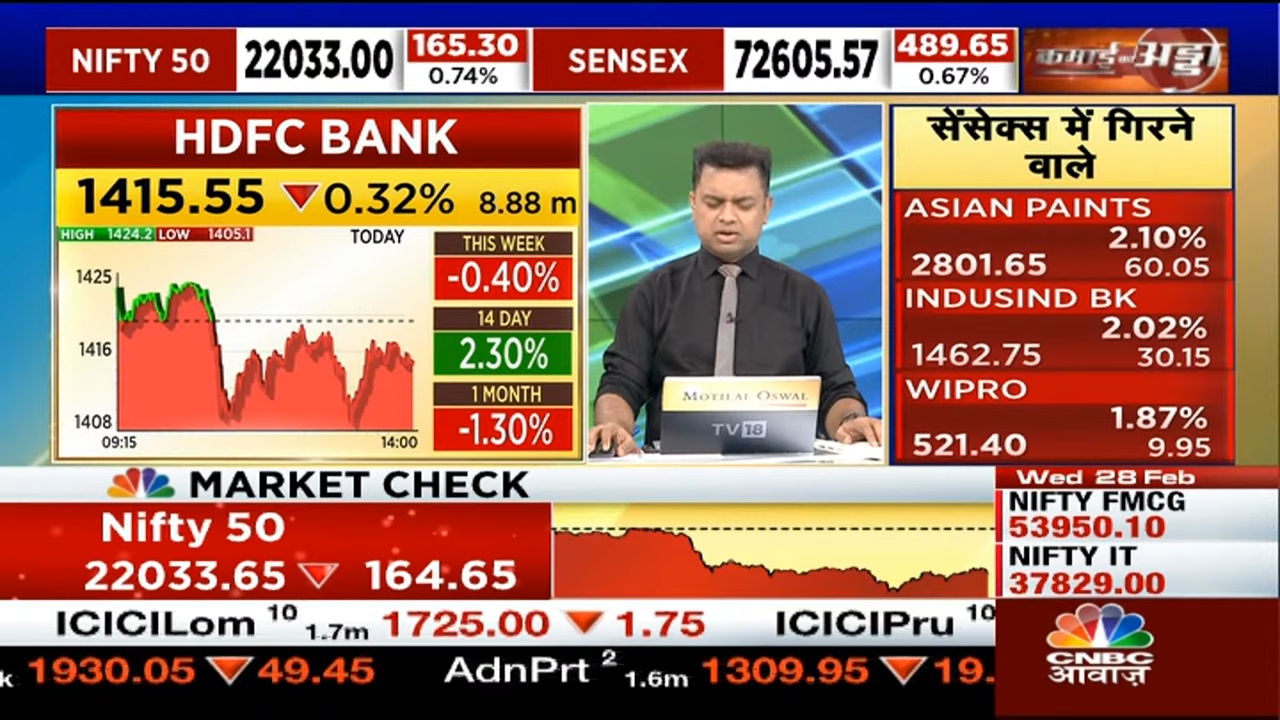 NIFTY 50 22033.00 165.30 0.74% SENSEX 72605.57 489.65 0.67% कमाई का अड्डा
HDFC BANK
1415.55 0.32% 8.88 m
HIGH 1424.2 LOW 1405.1 TODAY
1425
1416
1408
09:15 14:00
THIS WEEK
-0.40%
14 DAY
2.30%
1 MONTH
-1.30%
MOTILAL OSWAL
TV18
सेंसेक्स में गिरने
वाले
ASIAN PAINTS
2.10%
2801.65 60.05
INDUSIND BK
2.02%
1462.75 30.15
WIPRO
1.87%
521.40 9.95
MARKET CHECK
Nifty 50
22033.65 164.65
Wed 28 Feb
NIFTY FMCG
53950.10
NIFTY IT
37829.00
ICICILom 10 1.7m 1725.00 1.75 ICICIPru 10
k 1930.05 49.45 AdnPrt 2 1.6m 1309.95 19.
CNBC
आवाज़